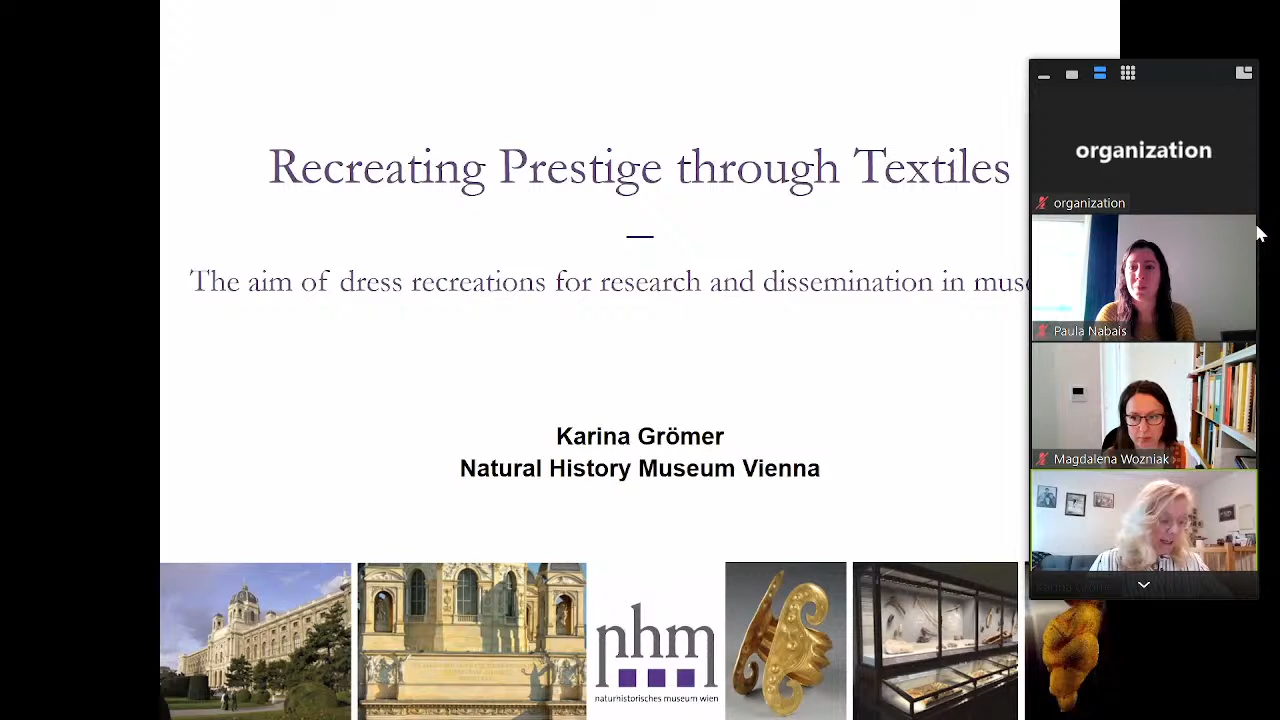 Recreating Prestige through Textiles
—
The aim of dress recreations for research and dissemination in
Karina Grömer
Natural History Museum Vienna
nhm
naturhistorisches museum wien
organization
organization
Paula Nabais
Magdalena Wozniak